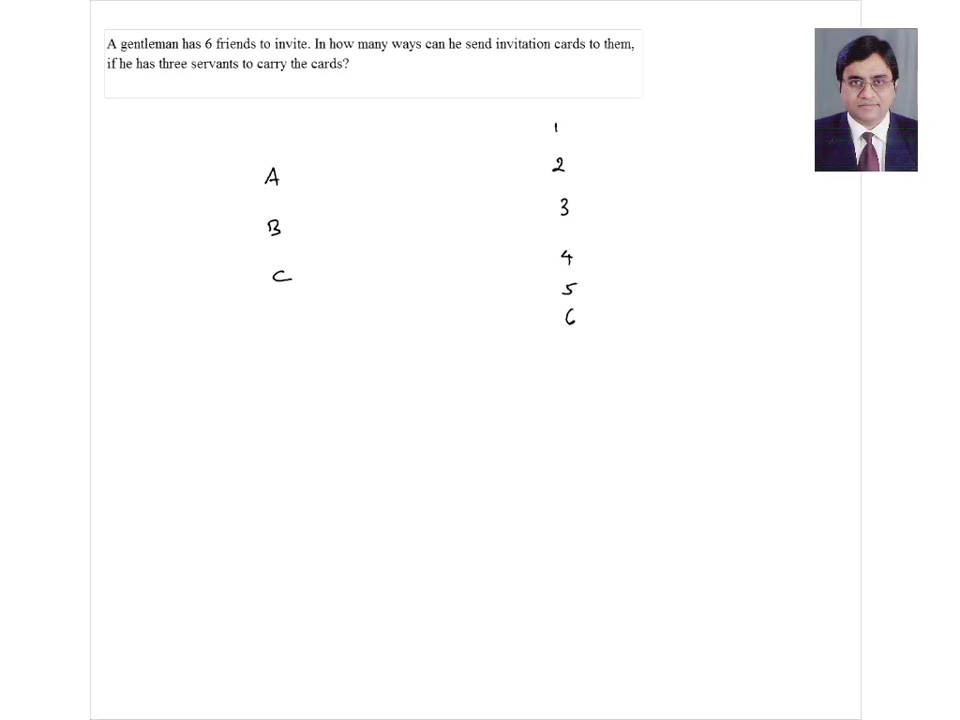 A gentleman has 6 friends to invite. In how many ways can he send invitation cards to them,
if he has three servants to carry the cards?
1
2
A
3
B
4
C
5
6